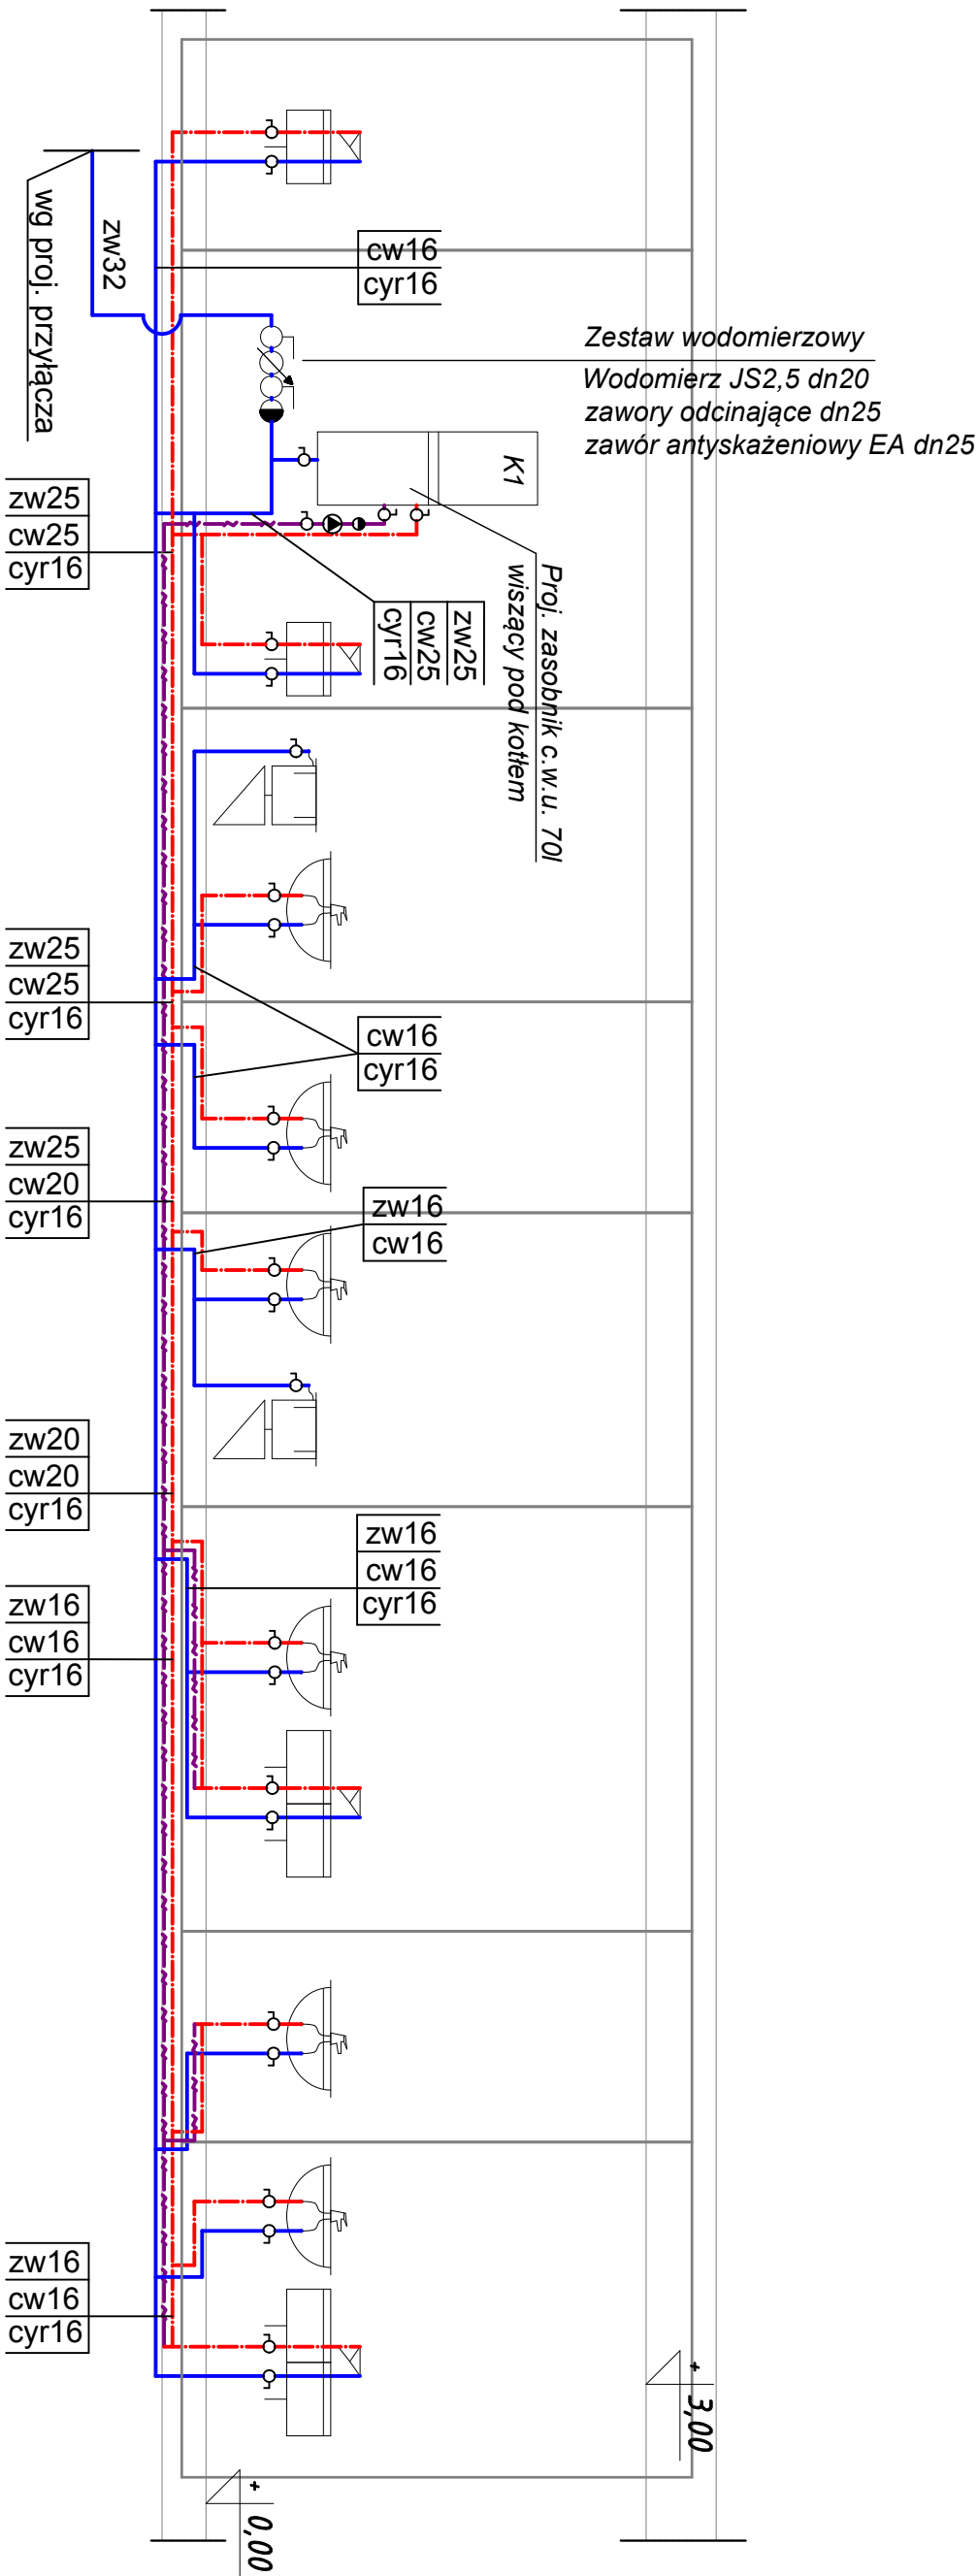 wg proj. przyłącza
zw32
cw16
cyr16
Zestaw wodomierzowy
Wodomierz JS2,5 dn20
zawory odcinające dn25
zawór antyskażeniowy EA dn25
K1
zw25
cw25
cyr16
zw25
cw25
cyr16
Proj. zasobnik c.w.u. 70l
wiszący pod kotłem
zw25
cw25
cyr16
cw16
cyr16
zw25
cw20
cyr16
zw16
cw16
zw20
cw20
cyr16
zw16
cw16
cyr16
zw16
cw16
cyr16
zw16
cw16
cyr16
+ 3,00
+ 0,00